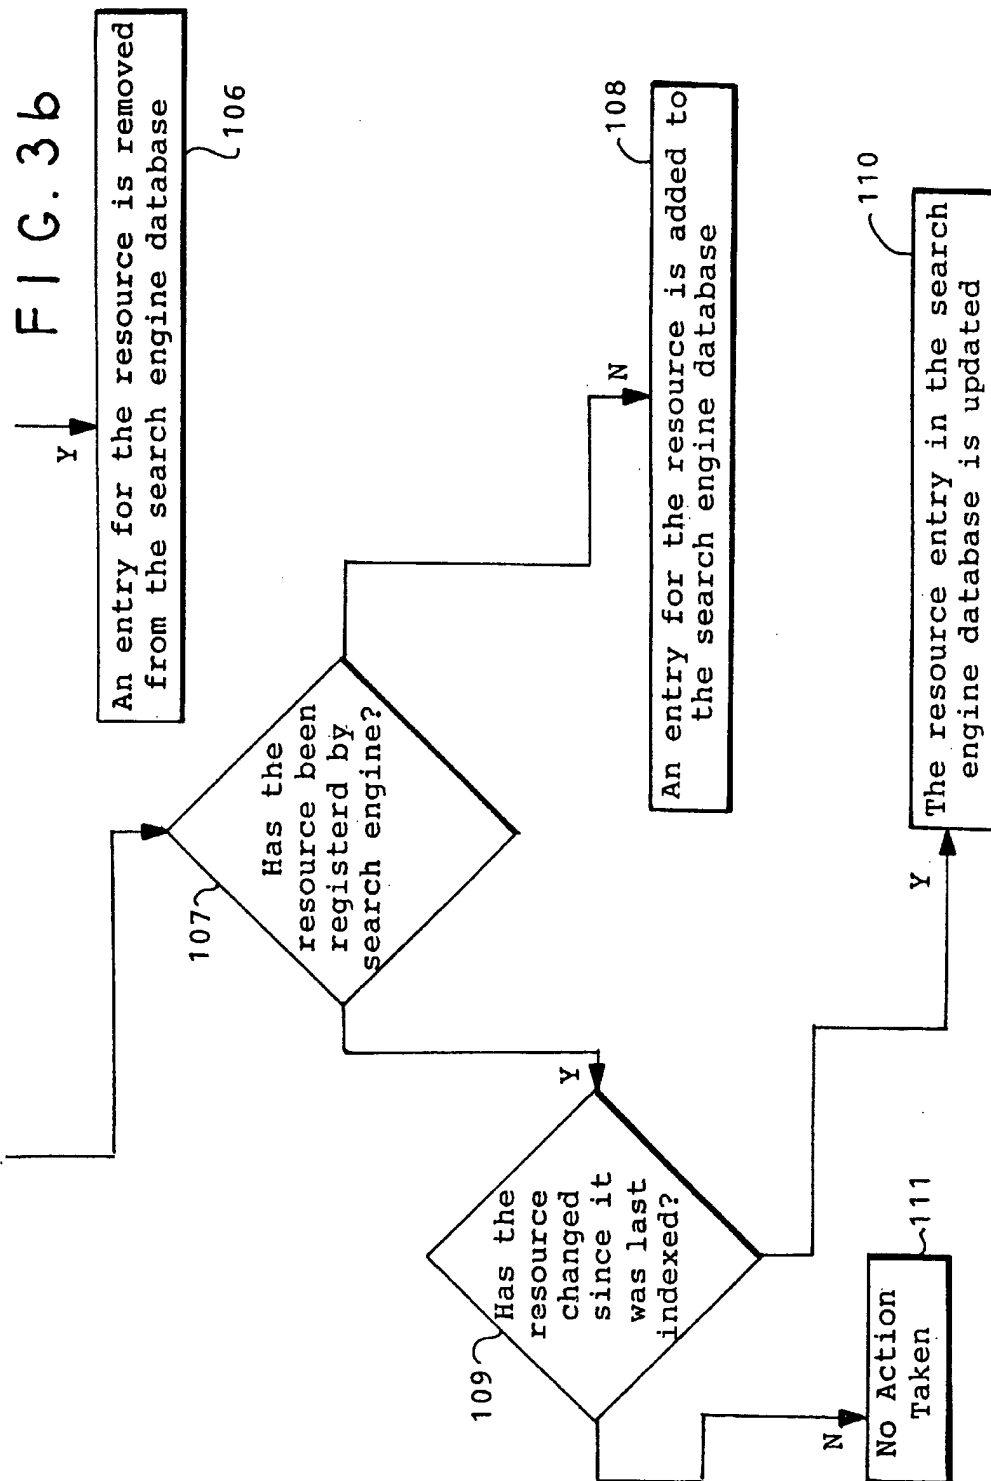 FIG. 3b
Y
An entry for the resource is removed
from the search engine database
106
107
Has the
resource been
registerd by
search engine?
N
108
An entry for the resource is added to
the search engine database
Y
109
Has the
resource
changed
since it
was last
indexed?
Y
110
The resource entry in the search
engine database is updated
N
111
No Action
Taken